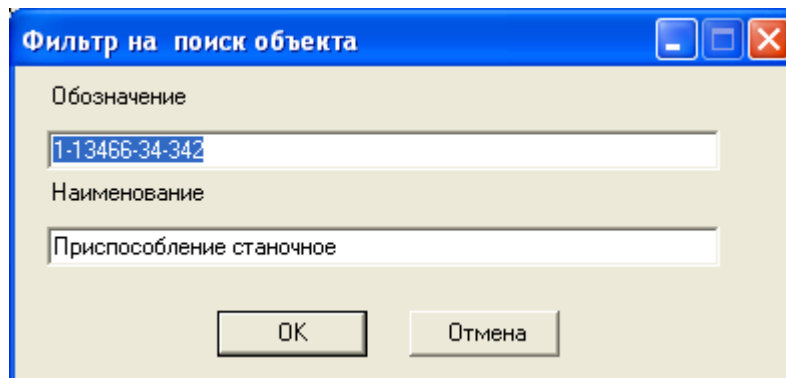 Фильтр на поиск объекта
Обозначение
1-13466-34-342
Наименование
Приспособление станочное
OK Отмена